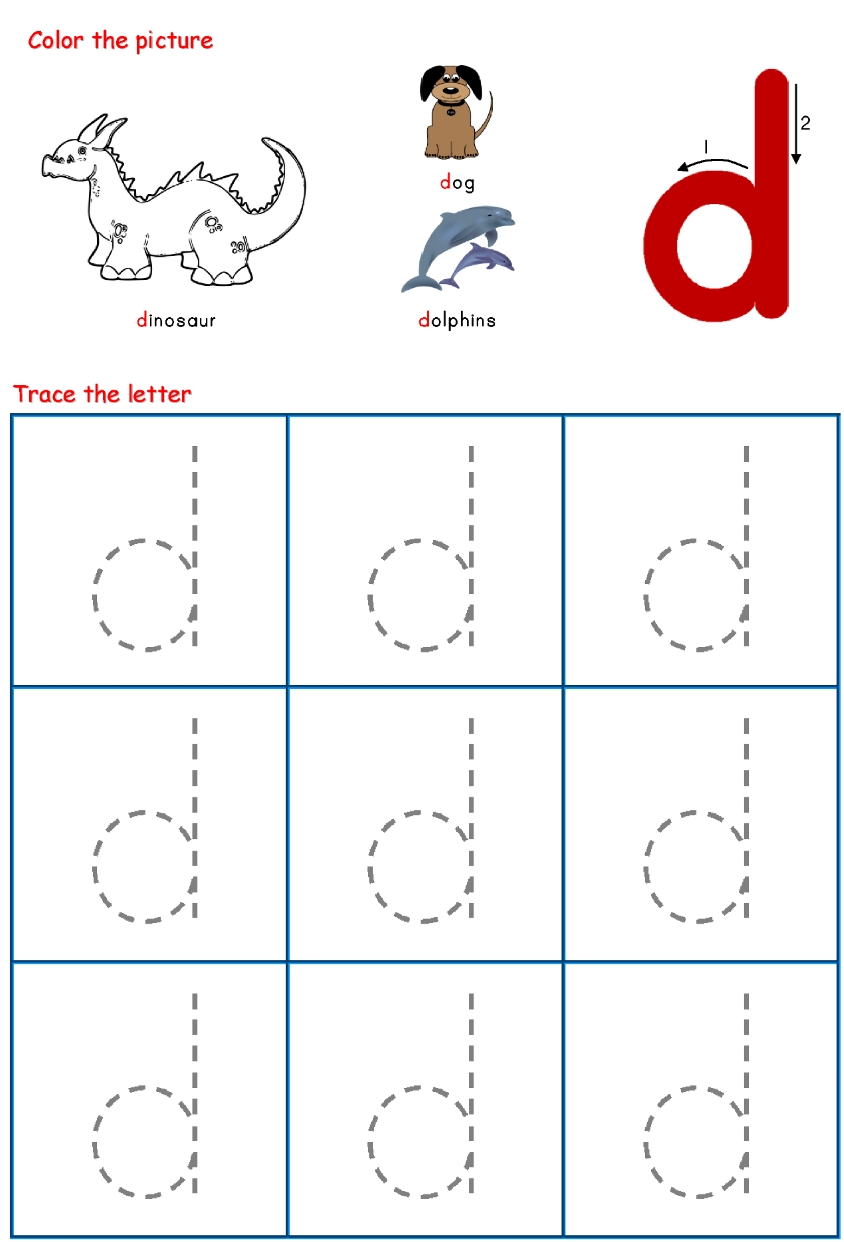 Color the picture
dog
dinosaur
dolphins
d
1
2
Trace the letter
d d d
d d d
d d d